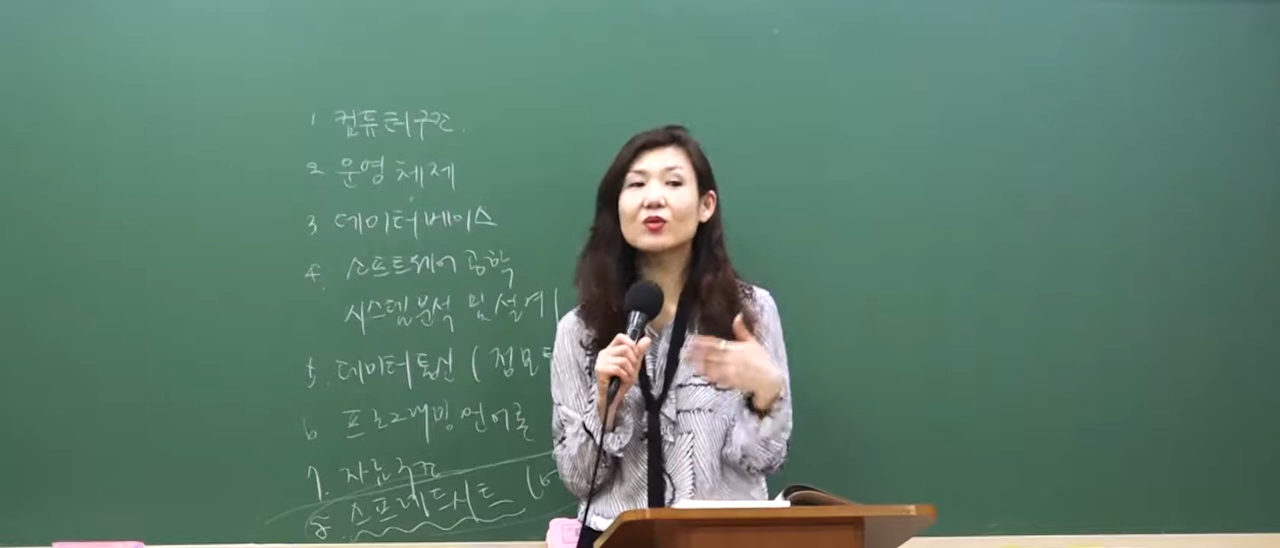 1 컴퓨터구조.
2 운영체제
3 데이터베이스
4. 소프트웨어공학
시스템분석 및 설계
5. 데이터통신 (정보
6 프로그래밍언어론
7. 자료구조
8. 스프레드시트 (